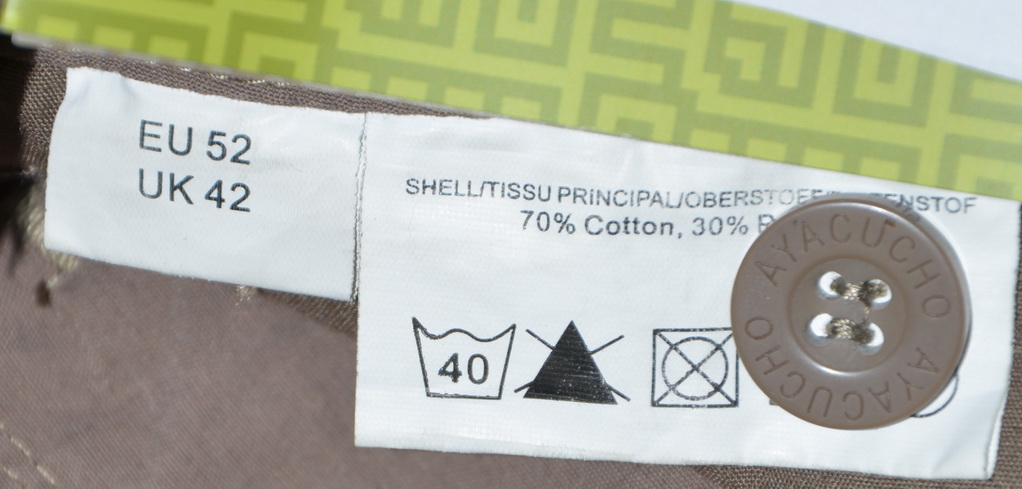 EU 52
UK 42
SHELL/TISSU PRINCIPAL/OBERSTOFF/
70% Cotton, 30%
40
AYACUCHO AYACUCHO